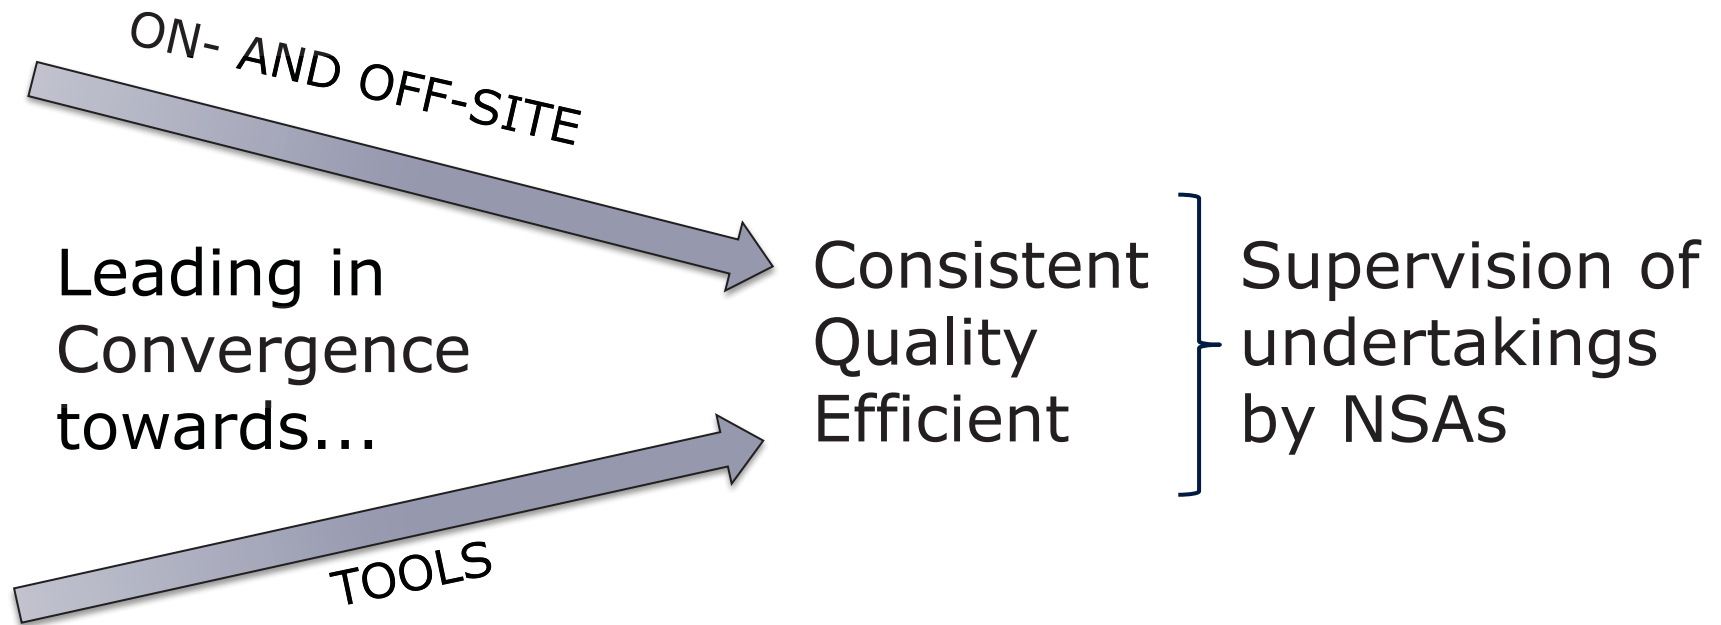 ON- AND OFF-SITE
Leading in
Convergence
towards...
TOOLS
Consistent
Quality
Efficient
Supervision of
undertakings
by NSAs